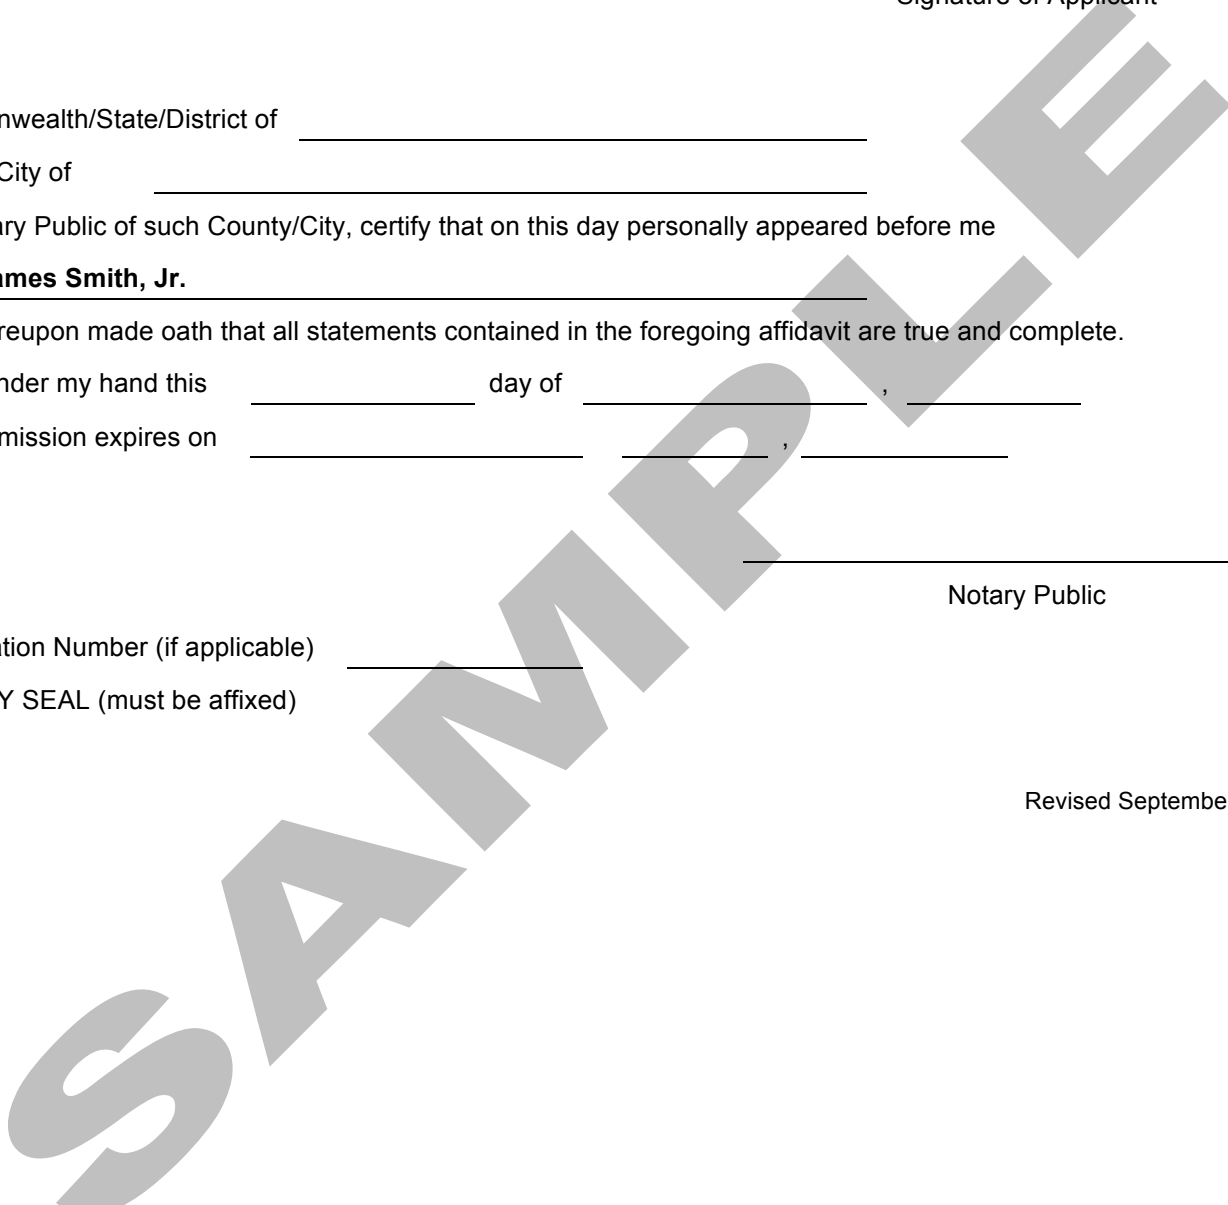 Signature of Applicant
nwealth/State/District of
City of
ary Public of such County/City, certify that on this day personally appeared before me
ames Smith, Jr.
reupon made oath that all statements contained in the foregoing affidavit are true and complete.
nder my hand this day of ,
mission expires on ,
Notary Public
ation Number (if applicable)
Y SEAL (must be affixed)
Revised Septembe
SAMPLE